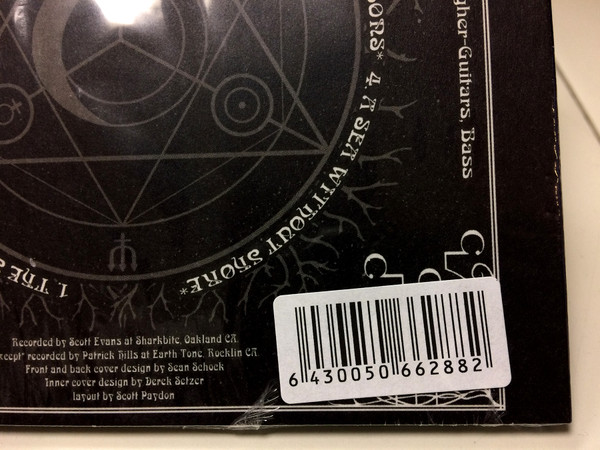 gher-Guitars, Bass
ORS* 4. A SEA WITHOUT SHORE*
1. THE S
Recorded by Scott Evans at Sharkbite, Oakland CA.
xcept* recorded by Patrick Hills at Earth Tone, Rocklin CA
Front and back cover design by Sean Schock
Inner cover design by Derek Setzer
layout by Scott Paydon
6 430050 662882